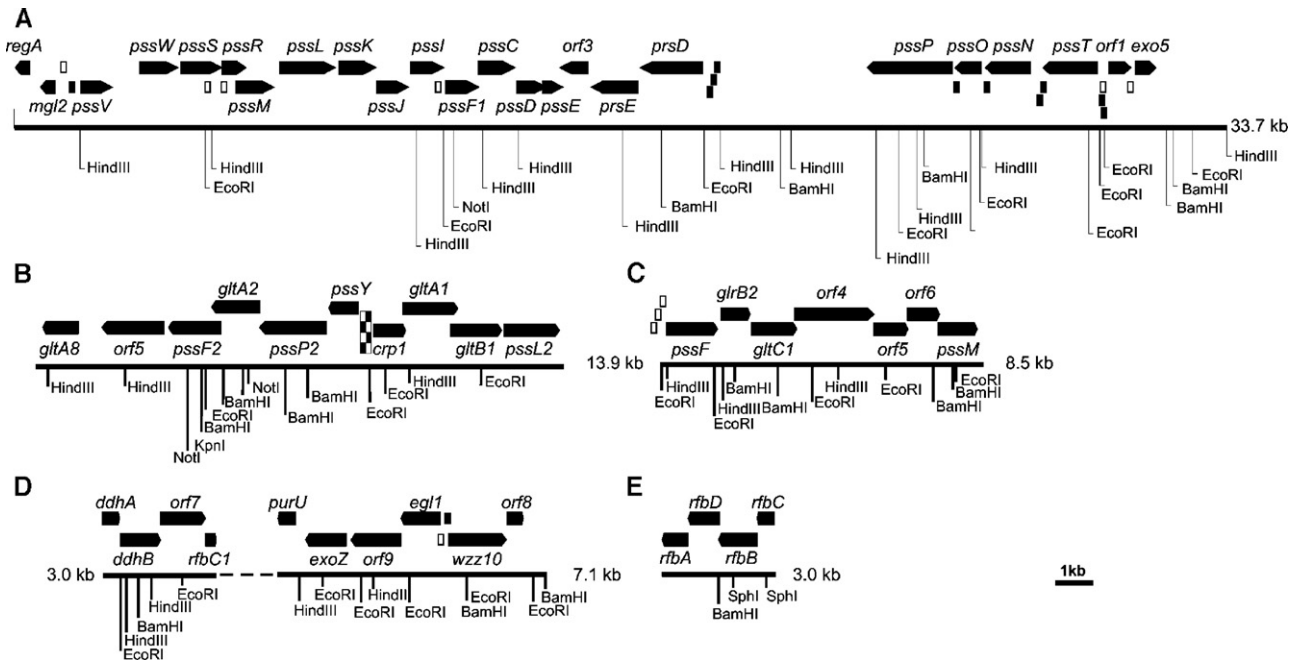 A
pssW pssS pssR pssL pssK pssI pssC orf3 prsD pssP pssO pssN pssT orf1 exo5
regA
mgl2 pssV pssM pssJ pssF1 pssD pssE prsE
33.7 kb
HindIII HindIII HindIII HindIII HindIII HindIII EcoRI HindIII
EcoRI HindIII BamHI EcoRI EcoRI BamHI EcoRI
NotI BamHI HindIII EcoRI BamHI
EcoRI HindIII EcoRI EcoRI
HindIII HindIII
B
gltA2 pssY gltA1
gltA8 orf5 pssF2 pssP2 crp1 gltB1 pssL2
13.9 kb
HindIII HindIII NotI HindIII EcoRI
BamHI BamHI EcoRI
EcoRI BamHI EcoRI
BamHI
KpnI
NotI
C
glrB2 orf4 orf6
pssF gltC1 orf5 pssM
8.5 kb
HindIII BamHI HindIII EcoRI EcoRI
EcoRI HindIII BamHI EcoRI BamHI
EcoRI BamHI
D
ddhA orf7 purU egl1 orf8
ddhB rfbC1 exoZ orf9 wzz10
3.0 kb 7.1 kb
EcoRI EcoRI HindIII EcoRI BamHI
HindIII HindIII EcoRI EcoRI BamHI EcoRI
BamHI
HindIII
EcoRI
E
rfbD rfbC
rfbA rfbB
3.0 kb
SphI SphI
BamHI
1kb